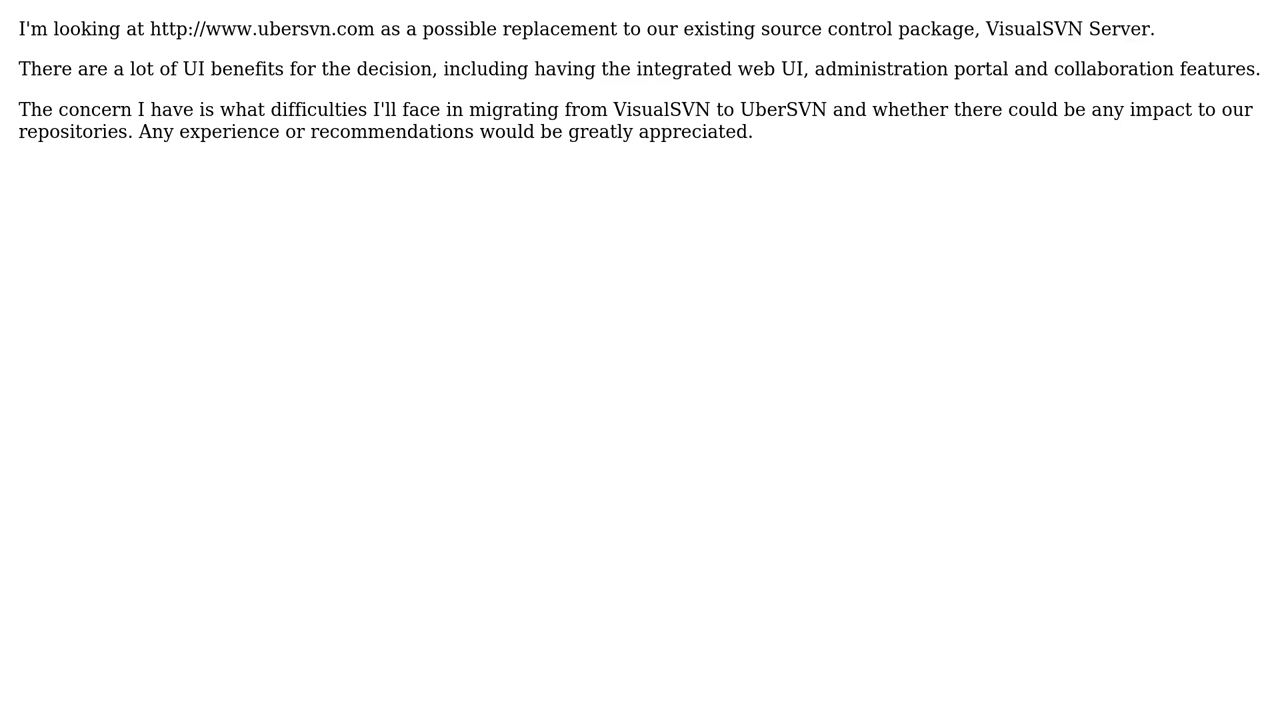 I'm looking at http://www.ubersvn.com as a possible replacement to our existing source control package, VisualSVN Server.
There are a lot of UI benefits for the decision, including having the integrated web UI, administration portal and collaboration features.
The concern I have is what difficulties I'll face in migrating from VisualSVN to UberSVN and whether there could be any impact to our
repositories. Any experience or recommendations would be greatly appreciated.